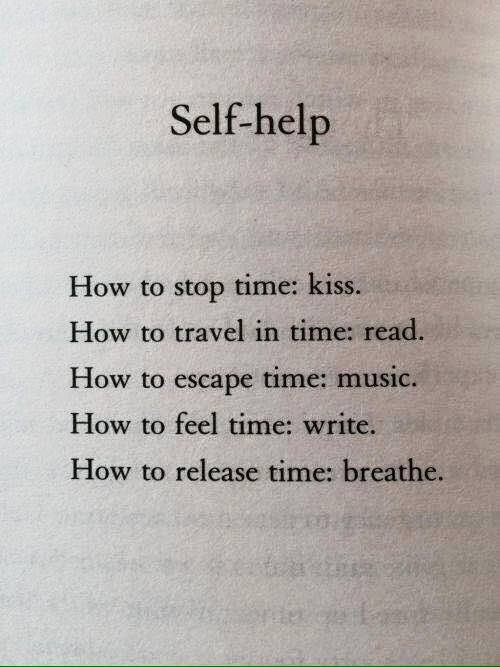 Self-help
How to stop time: kiss.
How to travel in time: read.
How to escape time: music.
How to feel time: write.
How to release time: breathe.